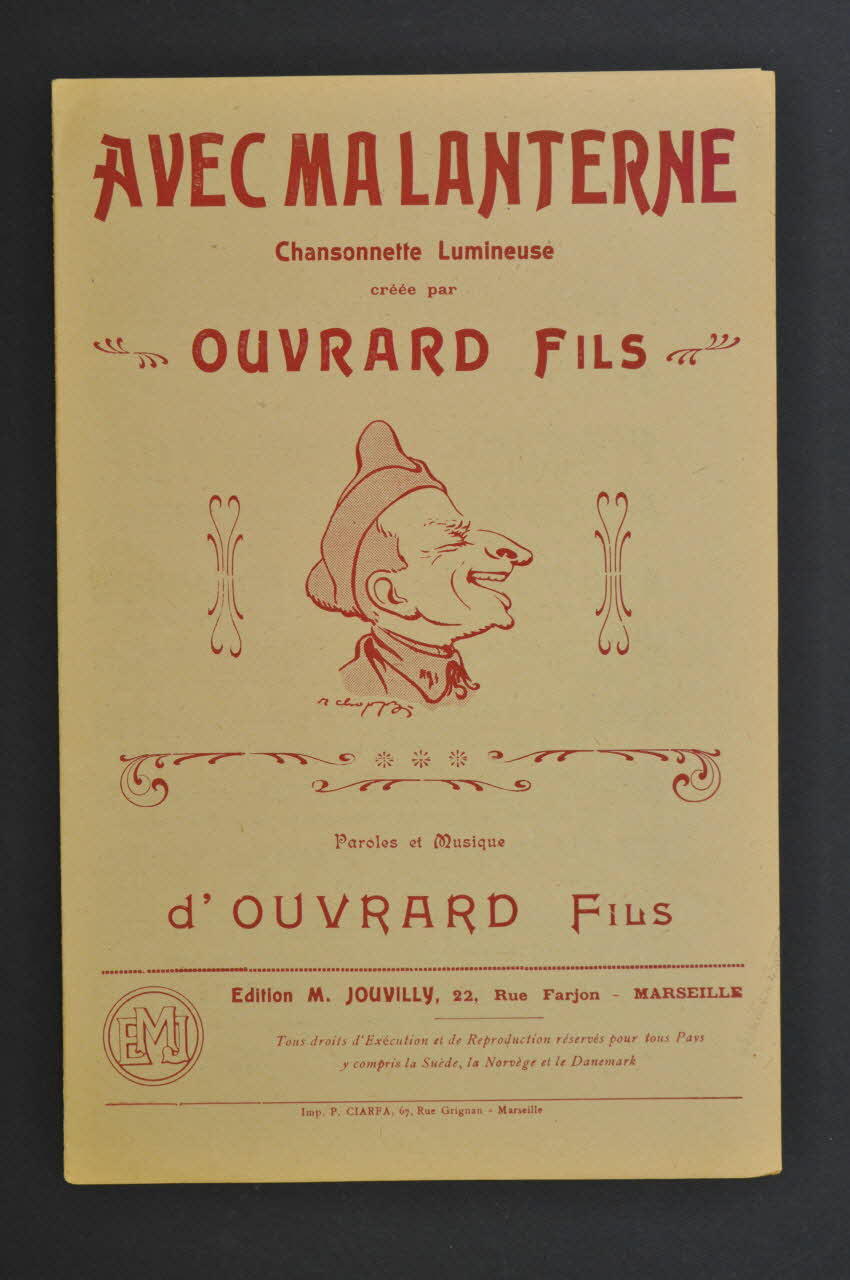 AVEC MA LANTERNE
Chansonnette Lumineuse
créée par
OUVRARD FILS
Paroles et Musique
d'OUVRARD FILS
Edition M. JOUVILLY, 22, Rue Farjon - MARSEILLE
EMJ
Tous droits d'Exécution et de Reproduction réservés pour tous Pays
y compris la Suède, la Norvège et le Danemark
Imp. P. CIARFA, 67, Rue Grignan - Marseille